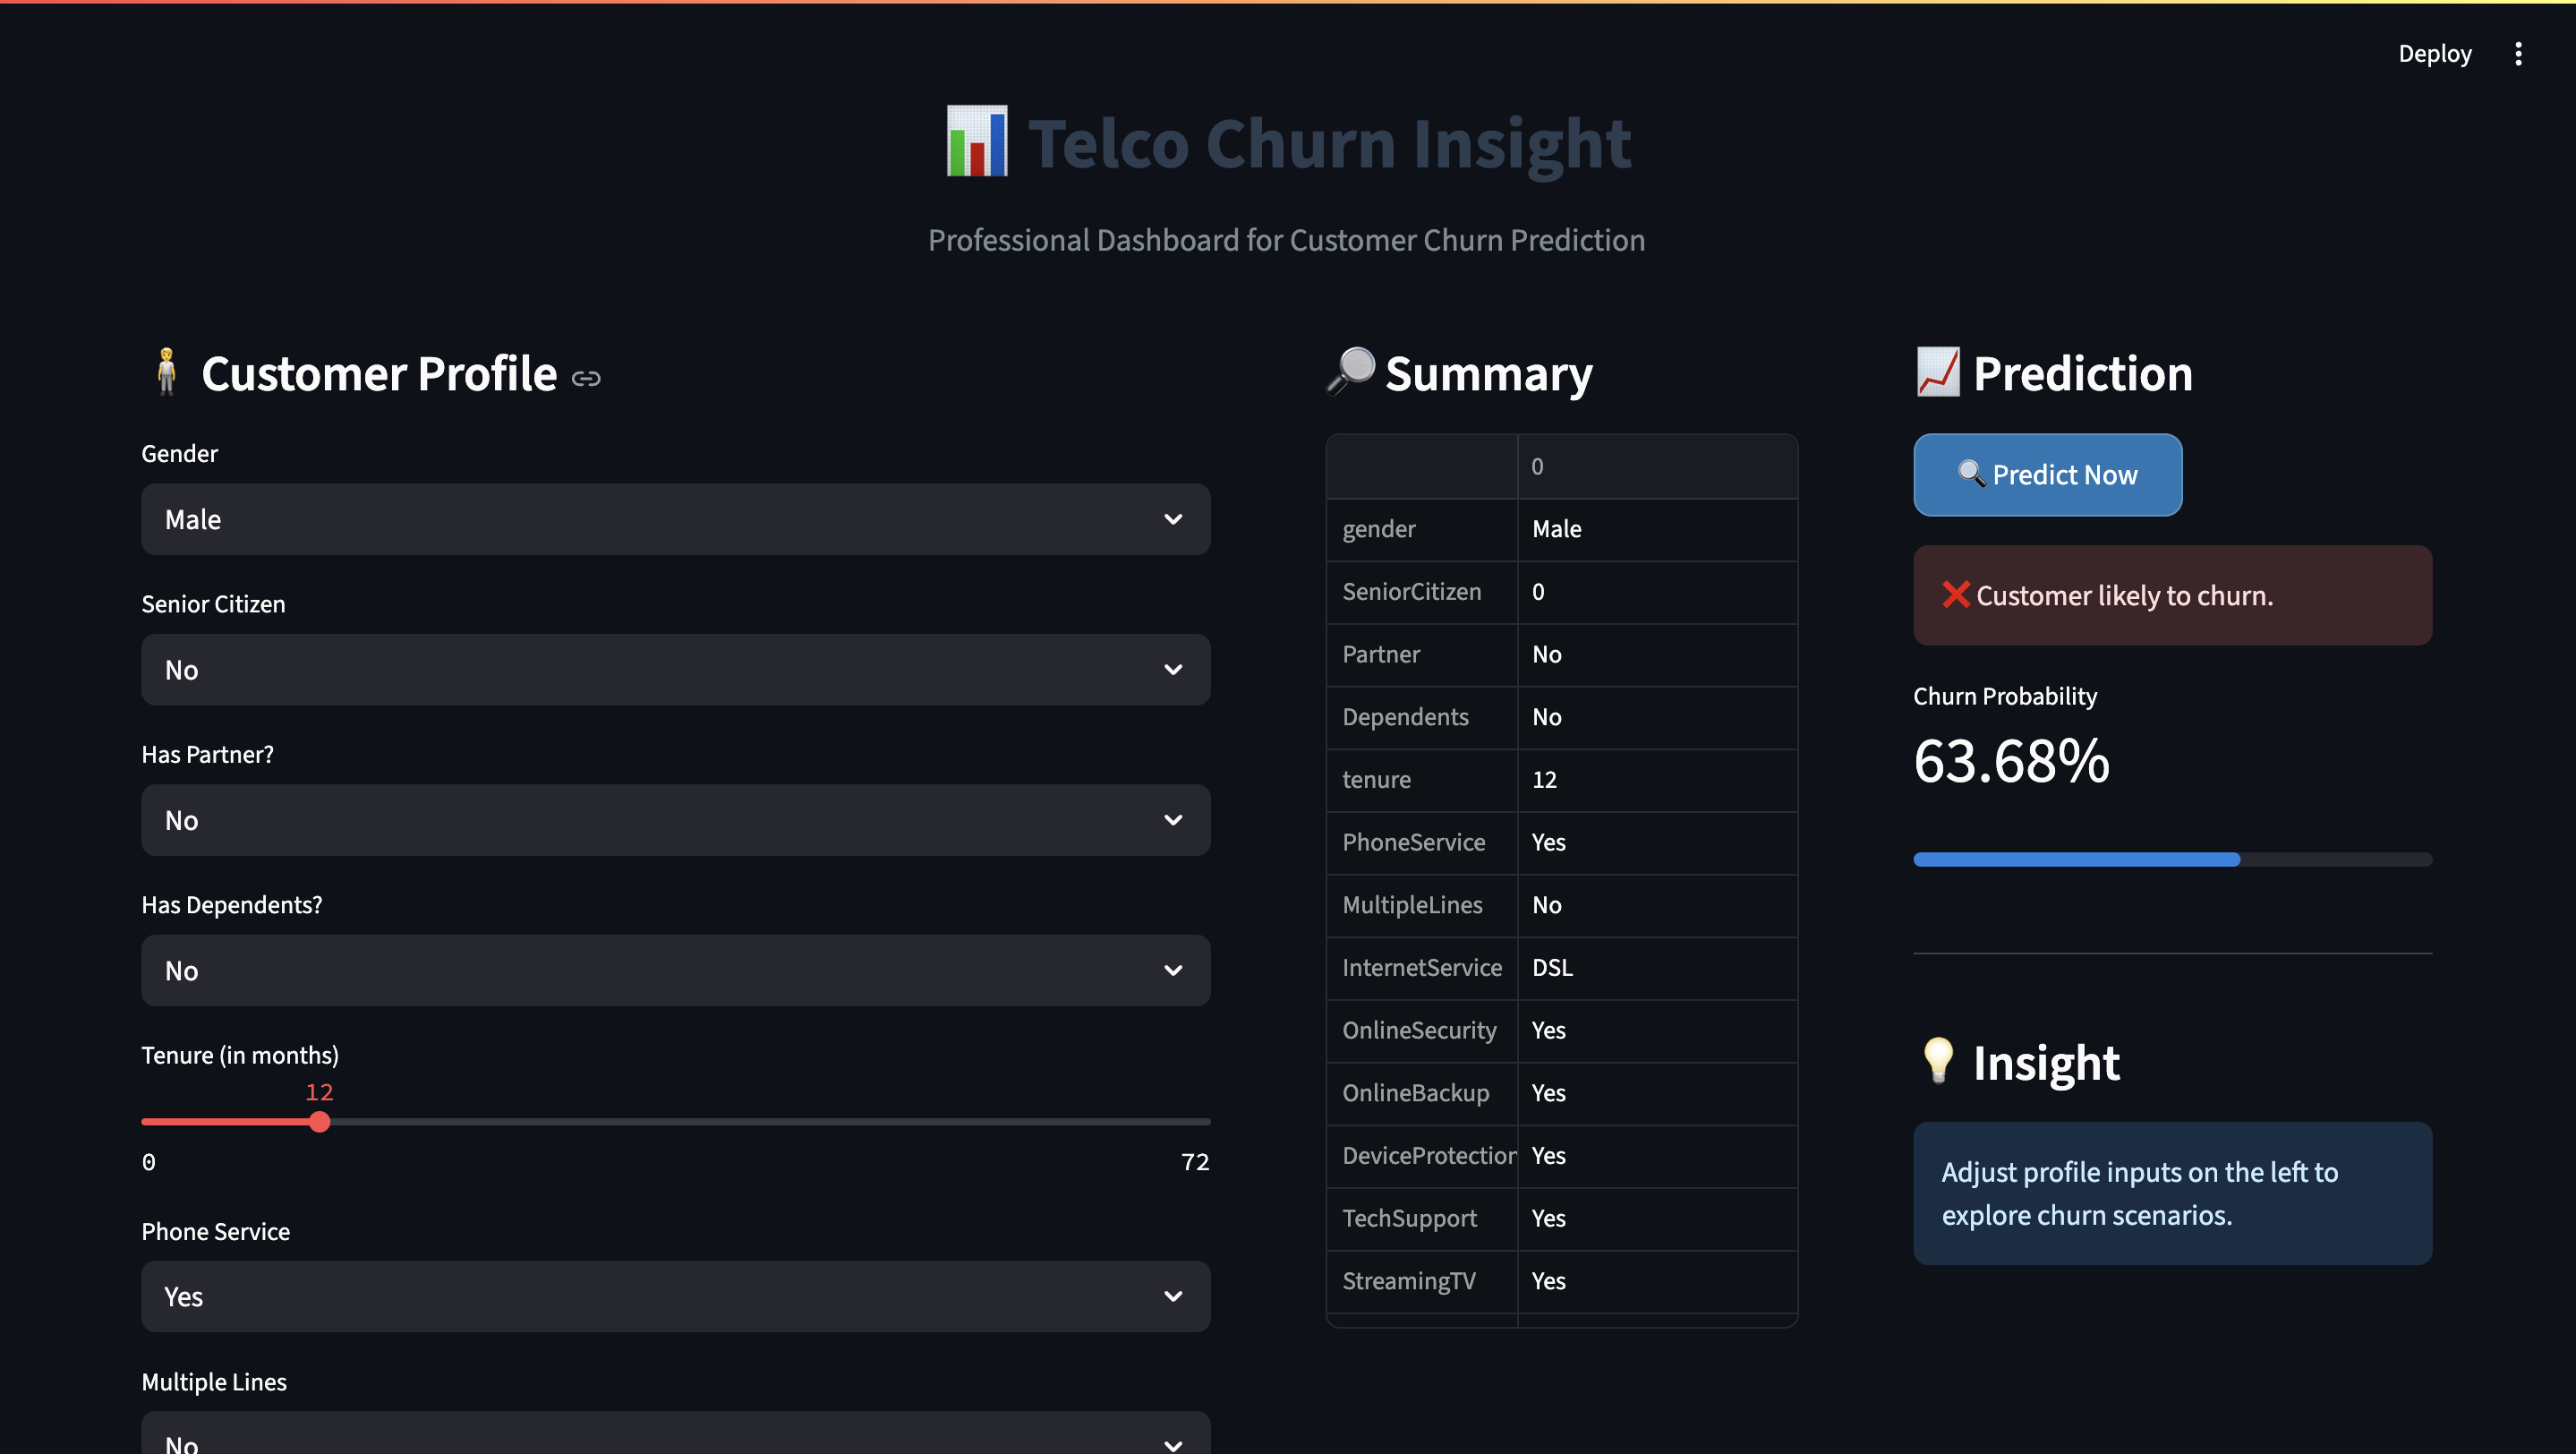 Deploy
Telco Churn Insight
Professional Dashboard for Customer Churn Prediction
Customer Profile
Gender
Male
Senior Citizen
No
Has Partner?
No
Has Dependents?
No
Tenure (in months)
12
0 72
Phone Service
Yes
Multiple Lines
No
Summary
0
gender Male
SeniorCitizen 0
Partner No
Dependents No
tenure 12
PhoneService Yes
MultipleLines No
InternetService DSL
OnlineSecurity Yes
OnlineBackup Yes
DeviceProtection Yes
TechSupport Yes
StreamingTV Yes
Prediction
Predict Now
Customer likely to churn.
Churn Probability
63.68%
Insight
Adjust profile inputs on the left to
explore churn scenarios.